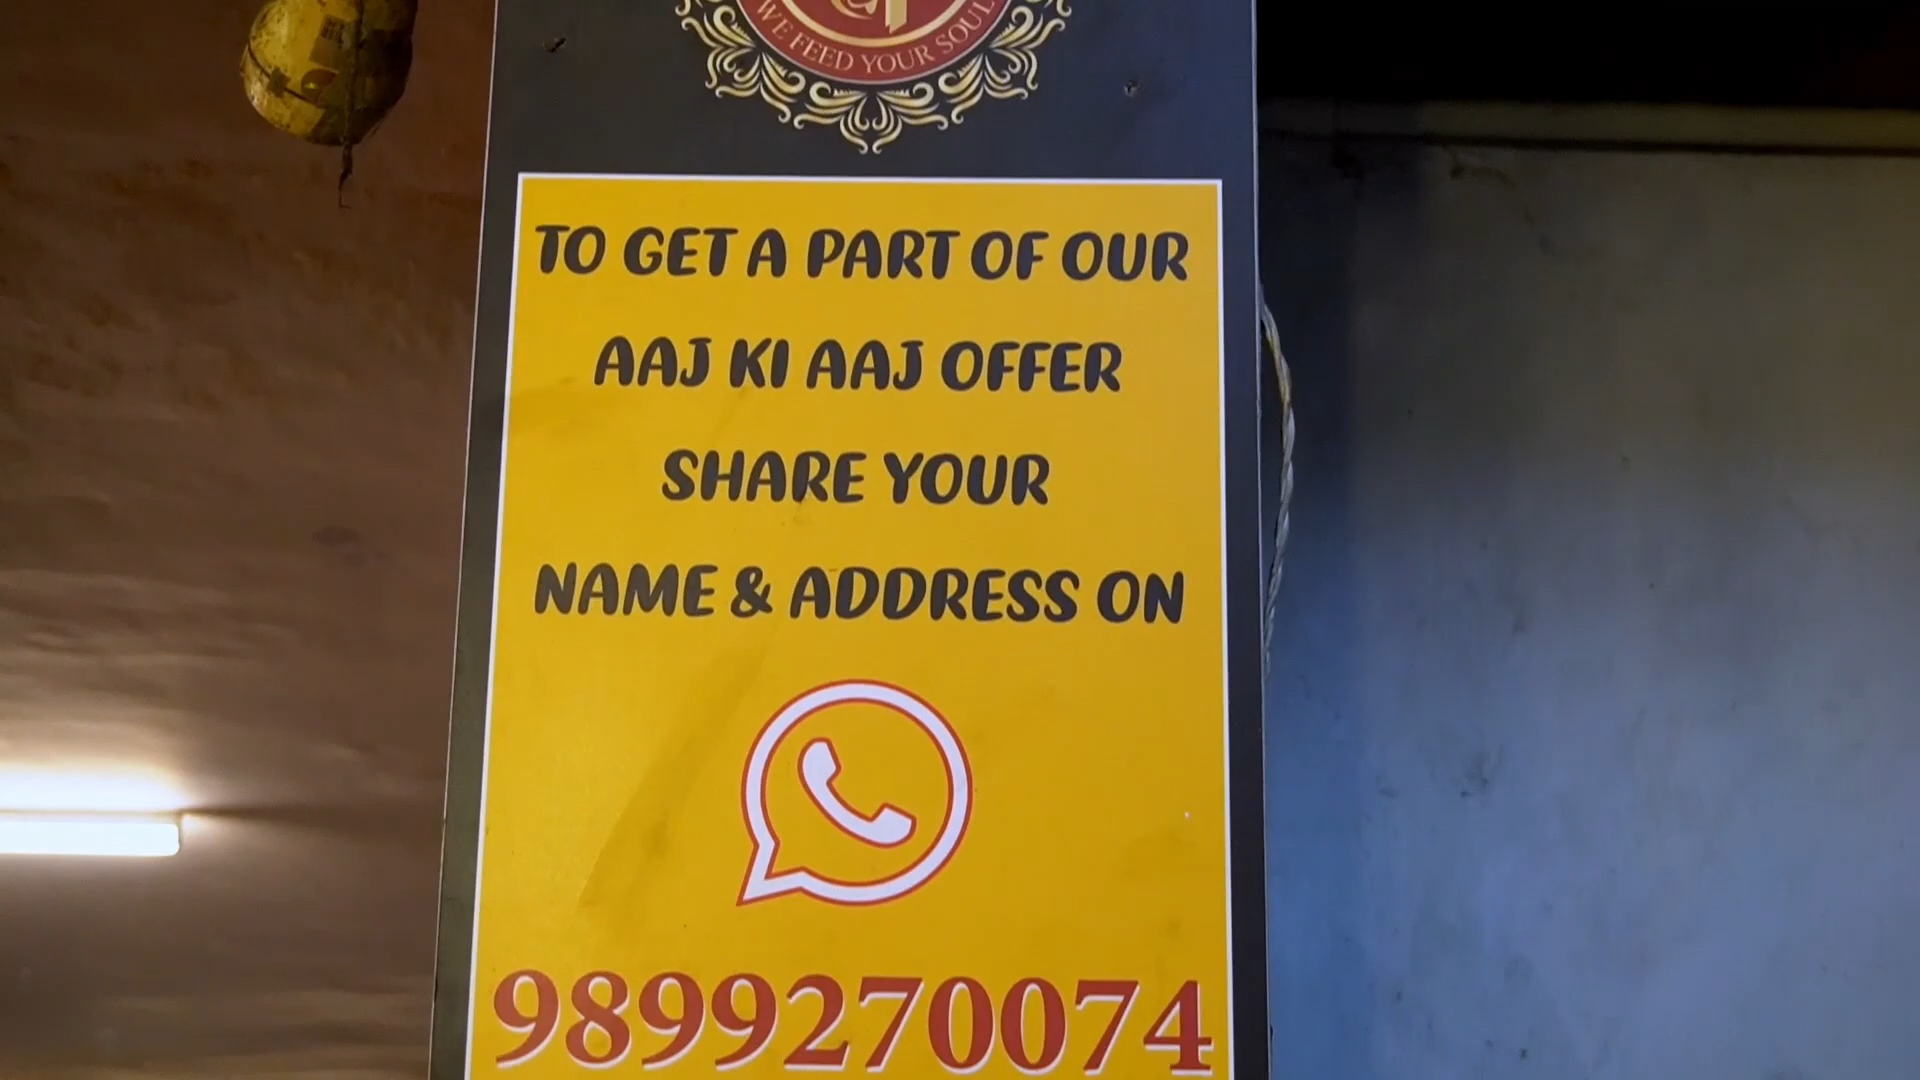 WE FEED YOUR SOUL
TO GET A PART OF OUR
AAJ KI AAJ OFFER
SHARE YOUR
NAME & ADDRESS ON
9899270074